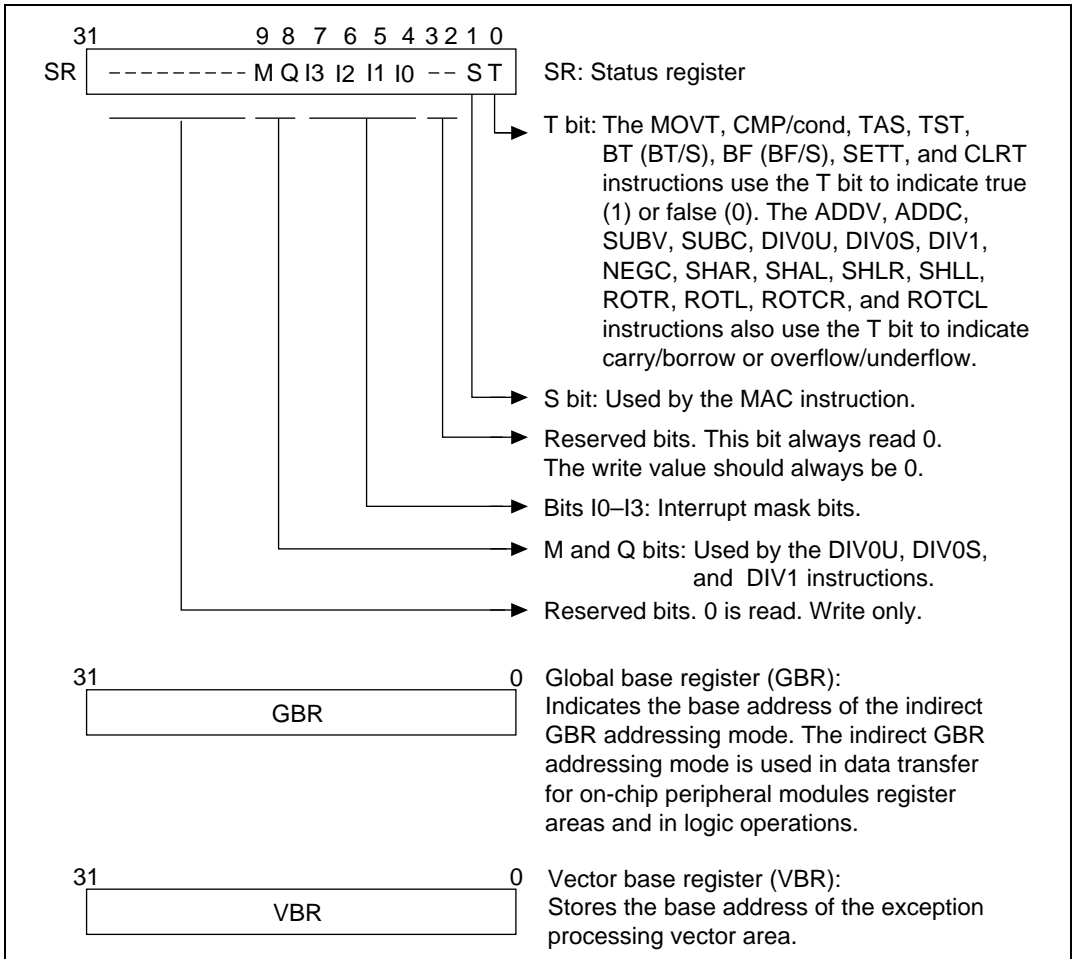 31 9 8 7 6 5 4 3 2 1 0
SR --------- M Q I3 I2 I1 I0 -- S T SR: Status register
T bit: The MOVT, CMP/cond, TAS, TST,
BT (BT/S), BF (BF/S), SETT, and CLRT
instructions use the T bit to indicate true
(1) or false (0). The ADDV, ADDC,
SUBV, SUBC, DIV0U, DIV0S, DIV1,
NEGC, SHAR, SHAL, SHLR, SHLL,
ROTR, ROTL, ROTCR, and ROTCL
instructions also use the T bit to indicate
carry/borrow or overflow/underflow.
S bit: Used by the MAC instruction.
Reserved bits. This bit always read 0.
The write value should always be 0.
Bits I0–I3: Interrupt mask bits.
M and Q bits: Used by the DIV0U, DIV0S,
and DIV1 instructions.
Reserved bits. 0 is read. Write only.
31 0 Global base register (GBR):
GBR
Indicates the base address of the indirect
GBR addressing mode. The indirect GBR
addressing mode is used in data transfer
for on-chip peripheral modules register
areas and in logic operations.
31 0 Vector base register (VBR):
VBR
Stores the base address of the exception
processing vector area.